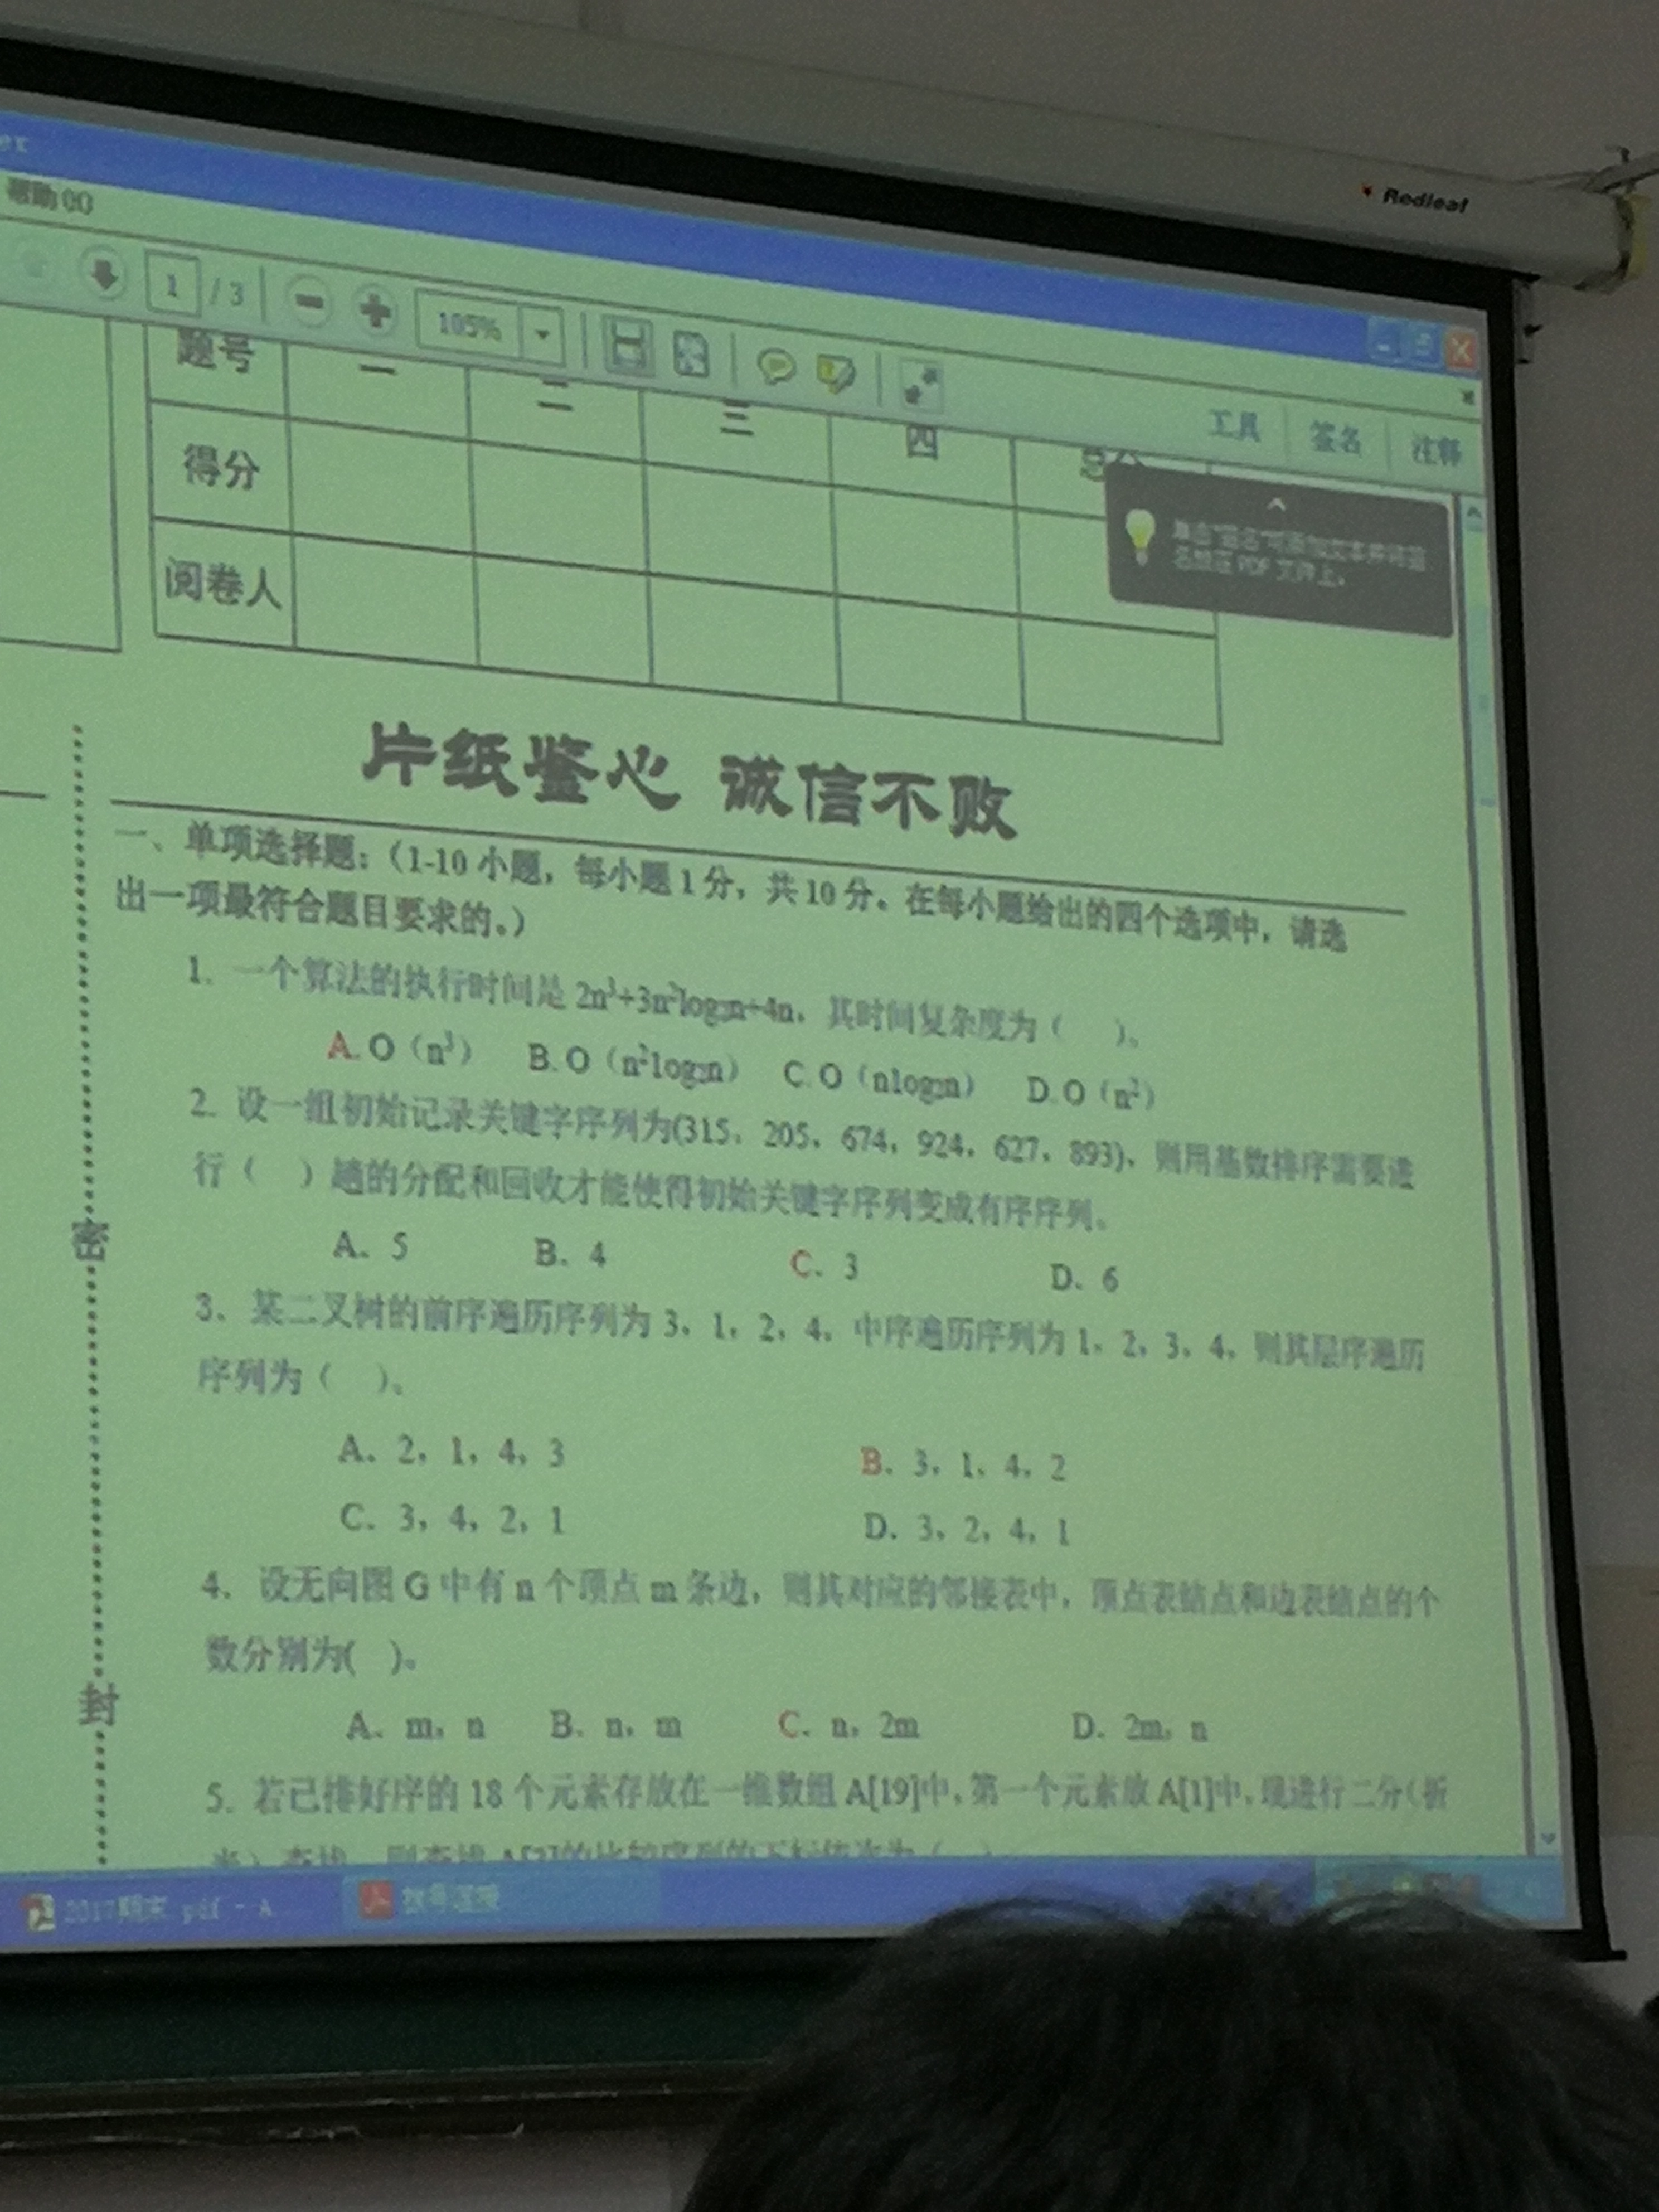 Redleaf
帮助(H)
1 / 3
105%
工具 签名 注释
题号 一 二 三 四 总分
得分
阅卷人
名放在 PDF 文件上。
片纸鉴心 诚信不败
一、单项选择题:(1-10 小题，每小题 1 分，共 10 分。在每小题给出的四个选项中，请选
出一项最符合题目要求的。)
1. 一个算法的执行时间是 2n³+3n²log₂n+4n，其时间复杂度为（ ）。
A. O（n³） B. O（n²log₂n） C. O（nlog₂n） D. O（n²）
2. 设一组初始记录关键字序列为(315，205，674，924，627，893)，则用基数排序需要进
行（ ）趟的分配和回收才能使得初始关键字序列变成有序序列。
A、5 B、4 C、3 D、6
3、某二叉树的前序遍历序列为 3，1，2，4，中序遍历序列为 1，2，3，4，则其层序遍历
序列为（ ）。
A、2，1，4，3 B、3，1，4，2
C、3，4，2，1 D、3，2，4，1
4、设无向图 G 中有 n 个顶点 m 条边，则其对应的邻接表中，顶点表结点和边表结点的个
数分别为( )。
A、m，n B、n，m C、n，2m D、2m，n
5. 若已排好序的 18 个元素存放在一维数组 A[19]中，第一个元素放 A[1]中，现进行二分（折
密
封
2017期末.pdf - A